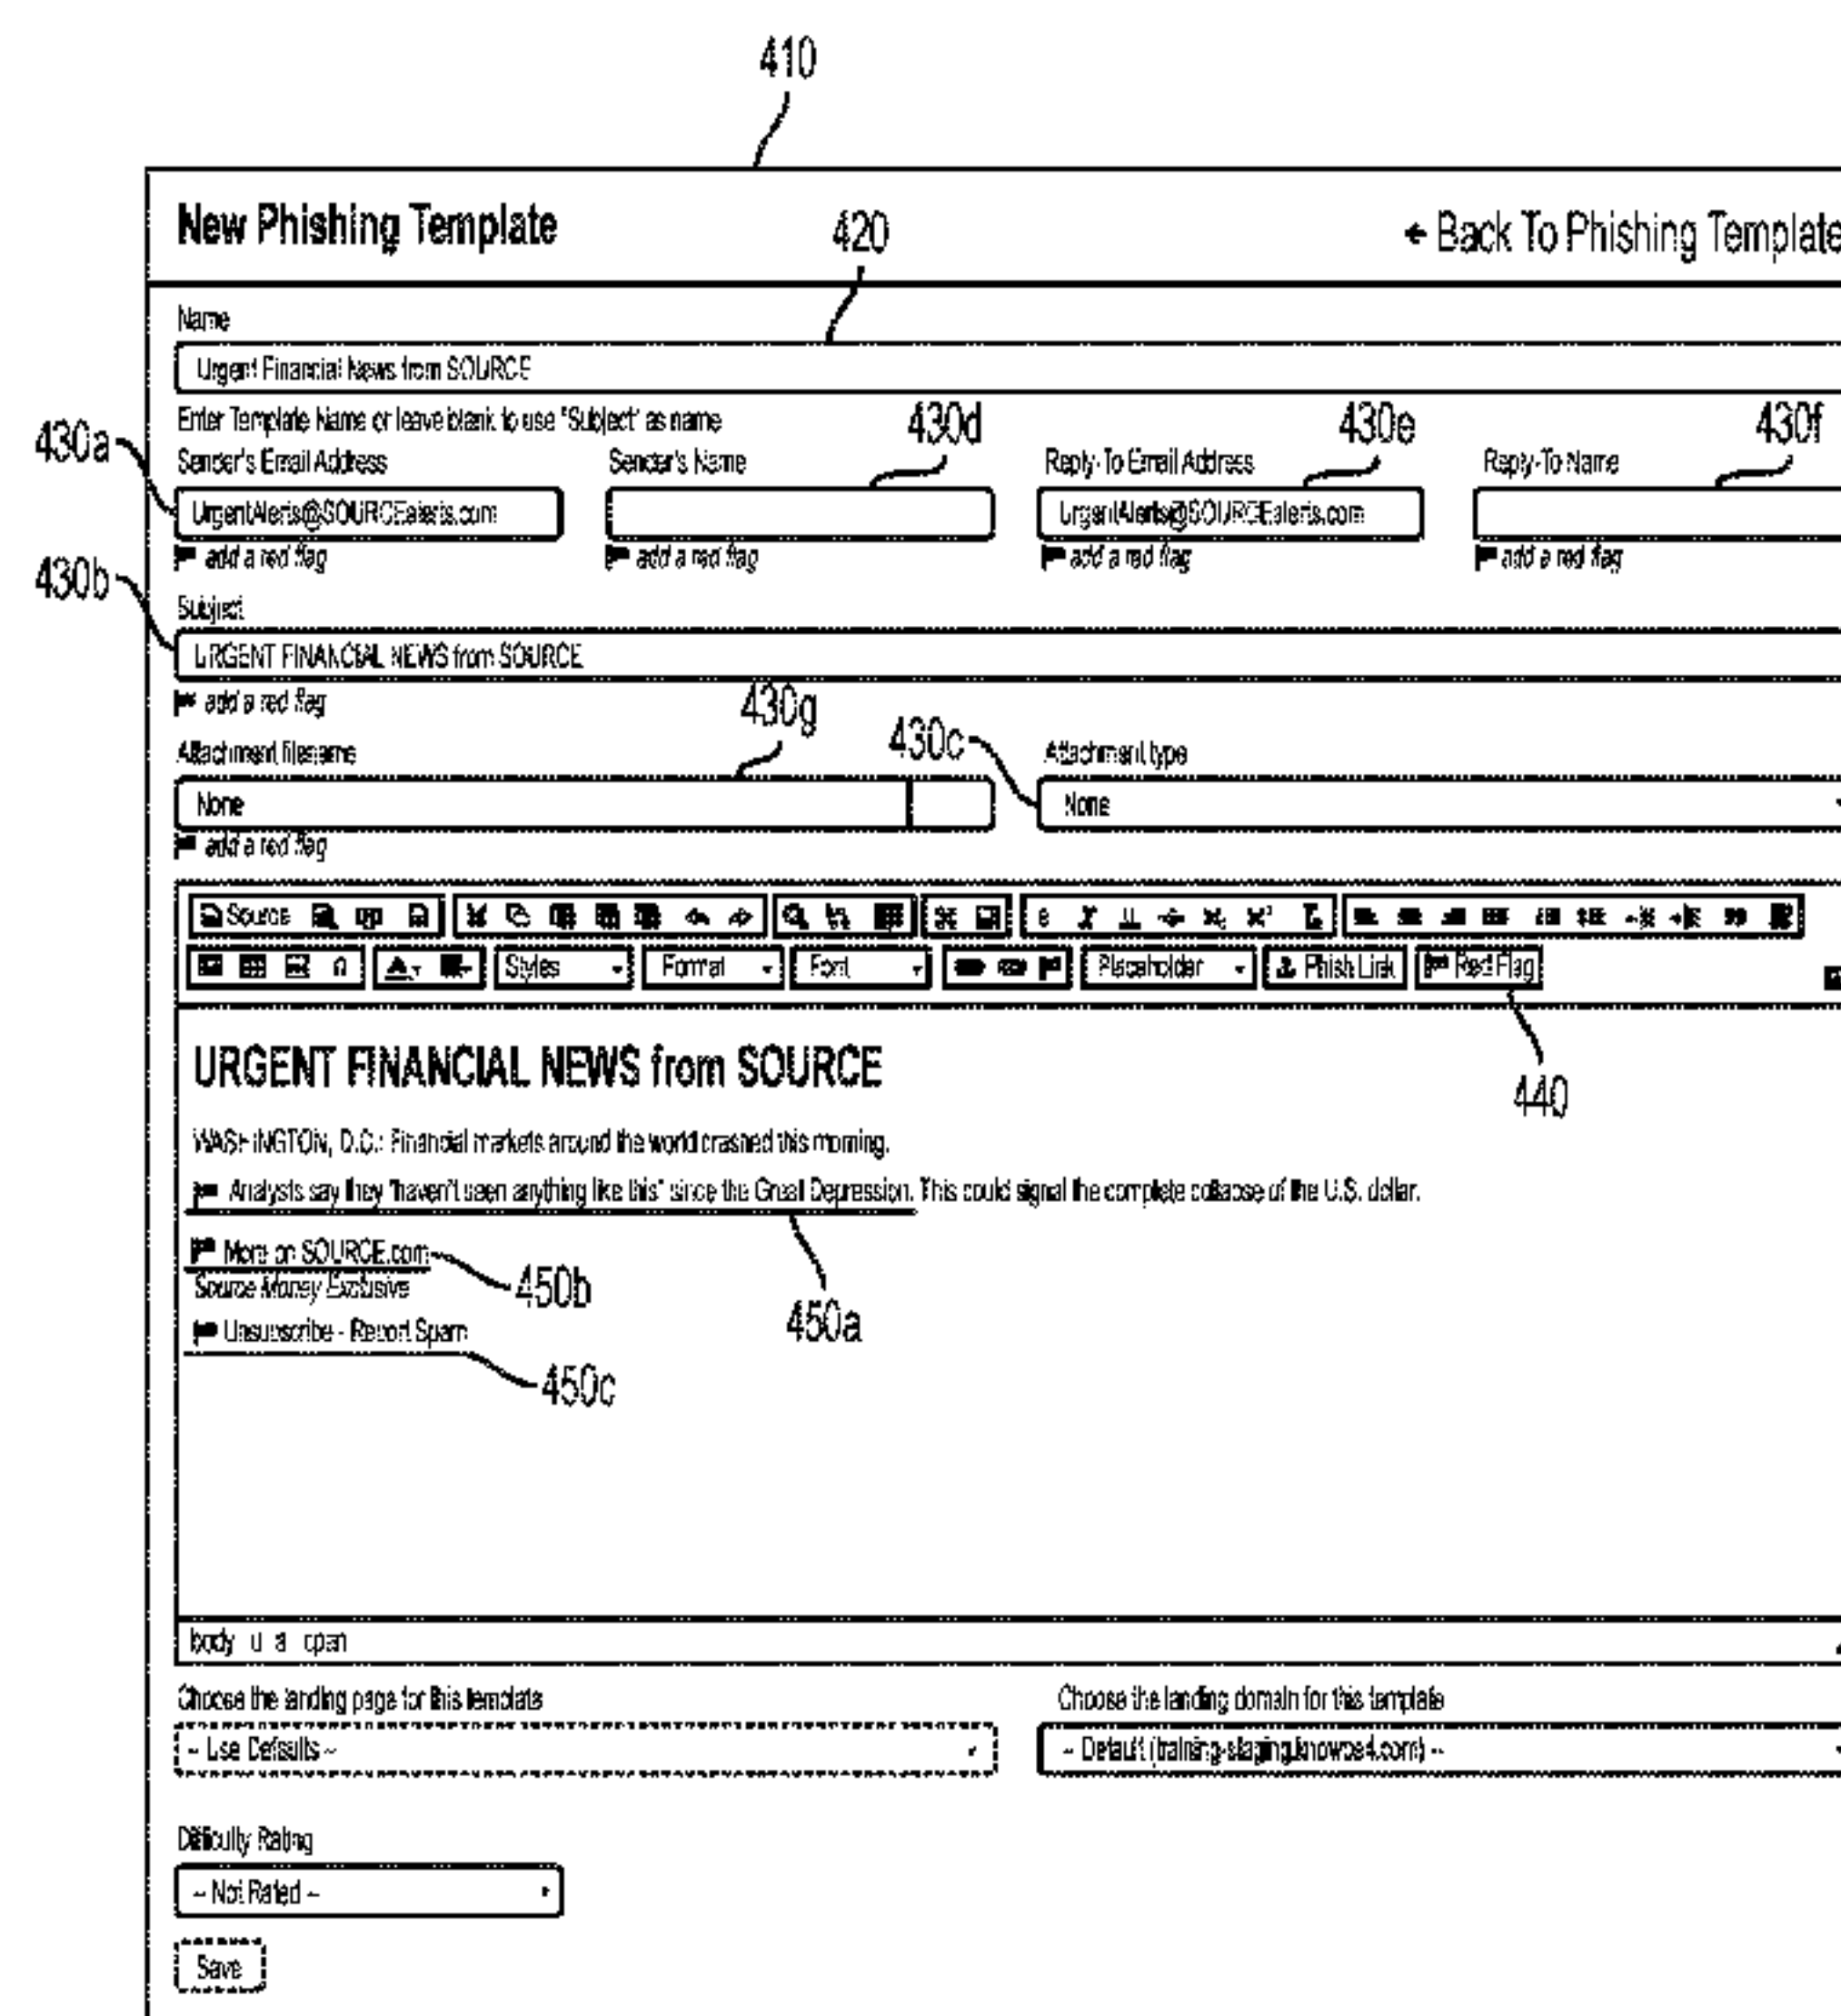 410
New Phishing Template
420
Back To Phishing Template
Name
Urgent Financial News from SOURCE
Enter Template Name or leave blank to use "Subject" as name
430a
430d
430e
430f
Sender's Email Address
Sender's Name
Reply-To Email Address
Reply-To Name
UrgentAlerts@SOURCEalerts.com
UrgentAlerts@SOURCEalerts.com
add a red flag
add a red flag
add a red flag
add a red flag
430b
Subject
URGENT FINANCIAL NEWS from SOURCE
add a red flag
430g
430c
Attachment filename
Attachment type
None
None
add a red flag
Source
Styles
Format
Font
Placeholder
Phish Link
Red Flag
440
URGENT FINANCIAL NEWS from SOURCE
WASHINGTON, D.C.: Financial markets around the world crashed this morning.
Analysts say they "haven't seen anything like this" since the Great Depression. This could signal the complete collapse of the U.S. dollar.
450a
More on SOURCE.com
450b
Source Money Exclusive
Unsubscribe - Report Spam
450c
body u a span
Choose the landing page for this template
Choose the landing domain for this template
-- Use Defaults --
-- Default (training-staging.knowbe4.com) --
Difficulty Rating
-- Not Rated --
Save